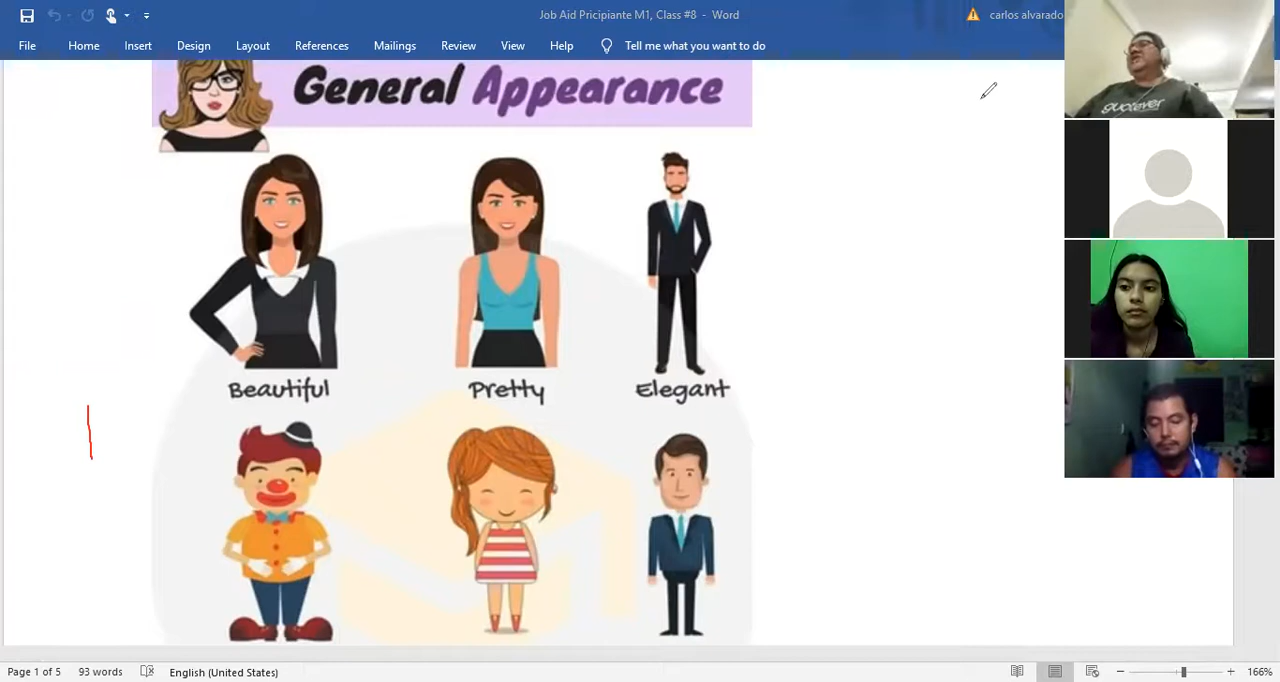 Job Aid Pricipiante M1, Class #8 - Word
carlos alvarado
File Home Insert Design Layout References Mailings Review View Help Tell me what you want to do
General Appearance
Beautiful Pretty Elegant
quotever
Page 1 of 5 93 words English (United States) 166%